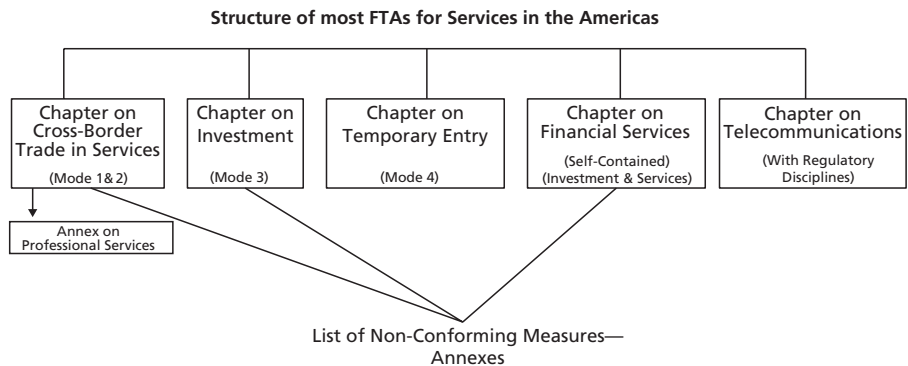 Structure of most FTAs for Services in the Americas
Chapter on
Cross-Border
Trade in Services
(Mode 1&2)
Chapter on
Investment
(Mode 3)
Chapter on
Temporary Entry
(Mode 4)
Chapter on
Financial Services
(Self-Contained)
(Investment & Services)
Chapter on
Telecommunications
(With Regulatory
Disciplines)
Annex on
Professional Services
List of Non-Conforming Measures—
Annexes